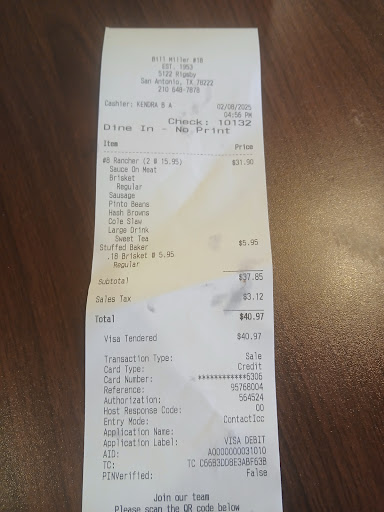 Bill Miller #18
EST. 1953
5122 Rigsby
San Antonio, TX 78222
210 648-7878
Cashier: KENDRA S A 02/08/2025
04:56 PM
Check: 10132
Dine In - No Print
Item Price
#8 Rancher (2 @ 15.95) $31.90
Sauce On Meat
Brisket
Regular
Sausage
Pinto Beans
Hash Browns
Cole Slaw
Large Drink
Sweet Tea
Stuffed Baker $5.95
.18 Brisket @ 5.95
Regular
Subtotal $37.85
Sales Tax $3.12
Total $40.97
Visa Tendered $40.97
Transaction Type: Sale
Card Type: Credit
Card Number: ************6306
Reference: 95768004
Authorization: 564524
Host Response Code: 00
Entry Mode: ContactIcc
Application Name:
Application Label: VISA DEBIT
AID: A0000000031010
TC: TC C66B3DD8E3ABF63B
PINVerified: False
Join our team
Please scan the QR code below